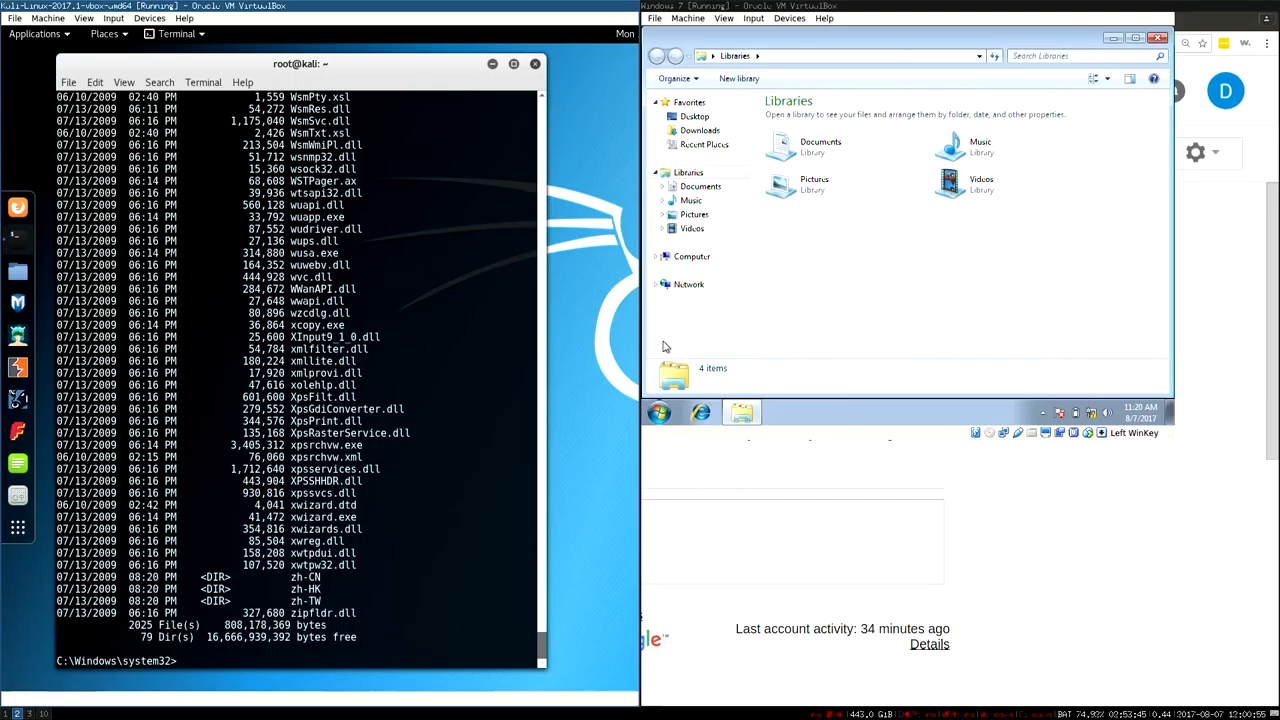 Kali-Linux-2017.1-vbox-amd64 [Running] - Oracle VM VirtualBox
File Machine View Input Devices Help
Applications Places Terminal Mon
root@kali: ~
File Edit View Search Terminal Help
06/10/2009 02:40 PM 1,559 WsmPty.xsl
07/13/2009 06:11 PM 54,272 WsmRes.dll
07/13/2009 06:16 PM 1,175,040 WsmSvc.dll
06/10/2009 02:40 PM 2,426 WsmTxt.xsl
07/13/2009 06:16 PM 213,504 WsmWmiPl.dll
07/13/2009 06:16 PM 51,712 wsnmp32.dll
07/13/2009 06:16 PM 15,360 wsock32.dll
07/13/2009 06:14 PM 68,608 WSTPager.ax
07/13/2009 06:16 PM 39,936 wtsapi32.dll
07/13/2009 06:16 PM 560,128 wuapi.dll
07/13/2009 06:14 PM 33,792 wuapp.exe
07/13/2009 06:16 PM 87,552 wudriver.dll
07/13/2009 06:16 PM 27,136 wups.dll
07/13/2009 06:14 PM 314,880 wusa.exe
07/13/2009 06:16 PM 164,352 wuwebv.dll
07/13/2009 06:16 PM 444,928 wvc.dll
07/13/2009 06:16 PM 284,672 WWanAPI.dll
07/13/2009 06:16 PM 27,648 wwapi.dll
07/13/2009 06:16 PM 80,896 wzcdlg.dll
07/13/2009 06:14 PM 36,864 xcopy.exe
07/13/2009 06:16 PM 25,600 XInput9_1_0.dll
07/13/2009 06:16 PM 54,784 xmlfilter.dll
07/13/2009 06:16 PM 180,224 xmllite.dll
07/13/2009 06:16 PM 17,920 xmlprovi.dll
07/13/2009 06:16 PM 47,616 xolehlp.dll
07/13/2009 06:16 PM 601,600 XpsFilt.dll
07/13/2009 06:16 PM 279,552 XpsGdiConverter.dll
07/13/2009 06:16 PM 344,576 XpsPrint.dll
07/13/2009 06:16 PM 135,168 XpsRasterService.dll
07/13/2009 06:14 PM 3,405,312 xpsrchvw.exe
06/10/2009 02:15 PM 76,060 xpsrchvw.xml
07/13/2009 06:16 PM 1,712,640 xpsservices.dll
07/13/2009 06:16 PM 443,904 XPSSHHDR.dll
07/13/2009 06:16 PM 930,816 xpssvcs.dll
06/10/2009 02:42 PM 4,041 xwizard.dtd
07/13/2009 06:14 PM 41,472 xwizard.exe
07/13/2009 06:16 PM 354,816 xwizards.dll
07/13/2009 06:16 PM 85,504 xwreg.dll
07/13/2009 06:16 PM 158,208 xwtpdui.dll
07/13/2009 06:16 PM 107,520 xwtpw32.dll
07/13/2009 08:20 PM <DIR> zh-CN
07/13/2009 08:20 PM <DIR> zh-HK
07/13/2009 08:20 PM <DIR> zh-TW
07/13/2009 06:16 PM 327,680 zipfldr.dll
2025 File(s) 808,178,369 bytes
79 Dir(s) 16,666,939,392 bytes free
C:\Windows\system32>
Windows 7 [Running] - Oracle VM VirtualBox
File Machine View Input Devices Help
Libraries
Search Libraries
Organize New library
Favorites
Desktop
Downloads
Recent Places
Libraries
Documents
Music
Pictures
Videos
Computer
Network
Libraries
Open a library to see your files and arrange them by folder, date, and other properties.
Documents
Library
Music
Library
Pictures
Library
Videos
Library
4 items
11:20 AM
8/7/2017
Left WinKey
w.
D
gle™
Last account activity: 34 minutes ago
Details
1 2 3 10
443.0 GiB
BAT 74.92% 02:53:45 0.44 2017-08-07 12:00:55